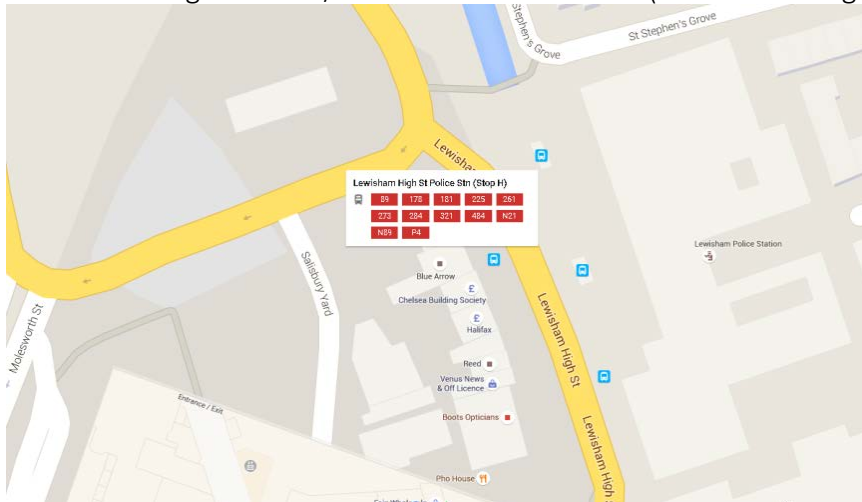 Stephen's Grove
St Stephen's Grove
Lewisha
Lewisham High St Police Stn (Stop H)
89 178 181 225 261
273 284 321 484 N21
N89 P4
Lewisham Police Station
Blue Arrow
£
Chelsea Building Society
£
Halifax
Salisbury Yard
Lewisham High St
Molesworth St
Reed
Venus News
& Off Licence
Entrance / Exit
Boots Opticians
Lewisham High
Pho House